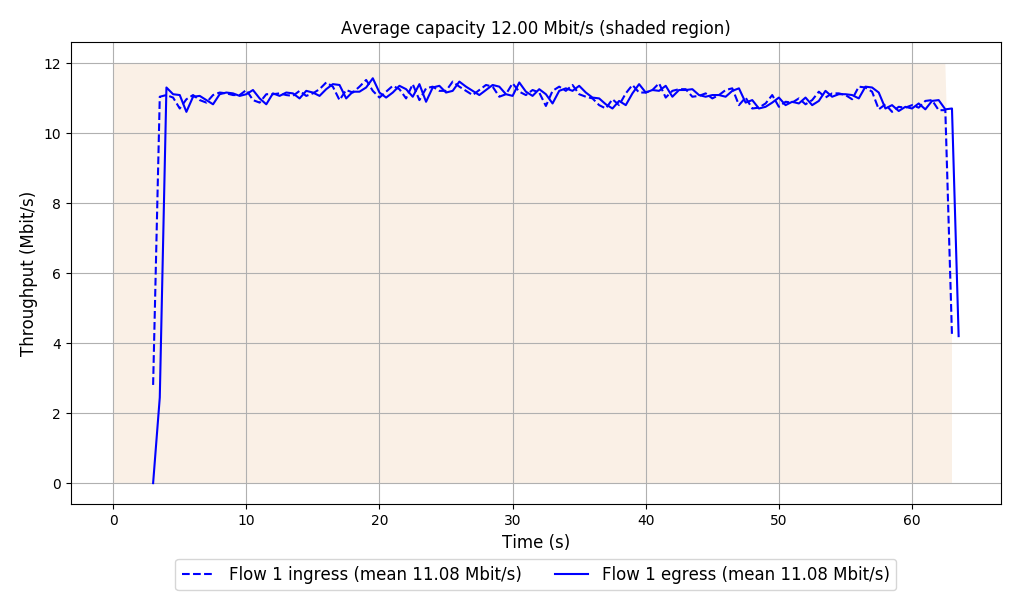 Average capacity 12.00 Mbit/s (shaded region)
Throughput (Mbit/s)
12
10
8
6
4
2
0
0 10 20 30 40 50 60
Time (s)
Flow 1 ingress (mean 11.08 Mbit/s) Flow 1 egress (mean 11.08 Mbit/s)